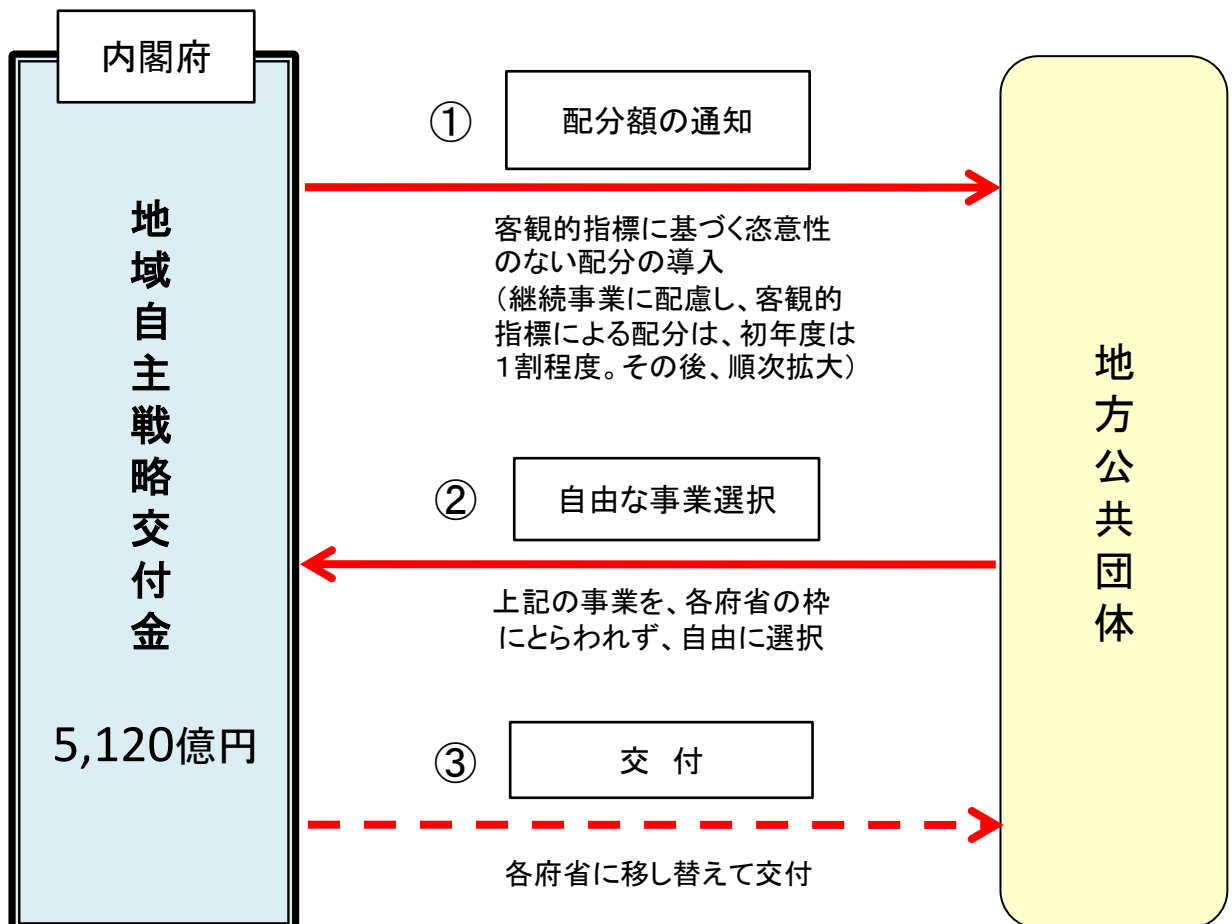 内閣府
地域自主戦略交付金
5,120億円
①
配分額の通知
客観的指標に基づく恣意性
のない配分の導入
（継続事業に配慮し、客観的
指標による配分は、初年度は
１割程度。その後、順次拡大）
②
自由な事業選択
上記の事業を、各府省の枠
にとらわれず、自由に選択
③
交　付
各府省に移し替えて交付
地方公共団体